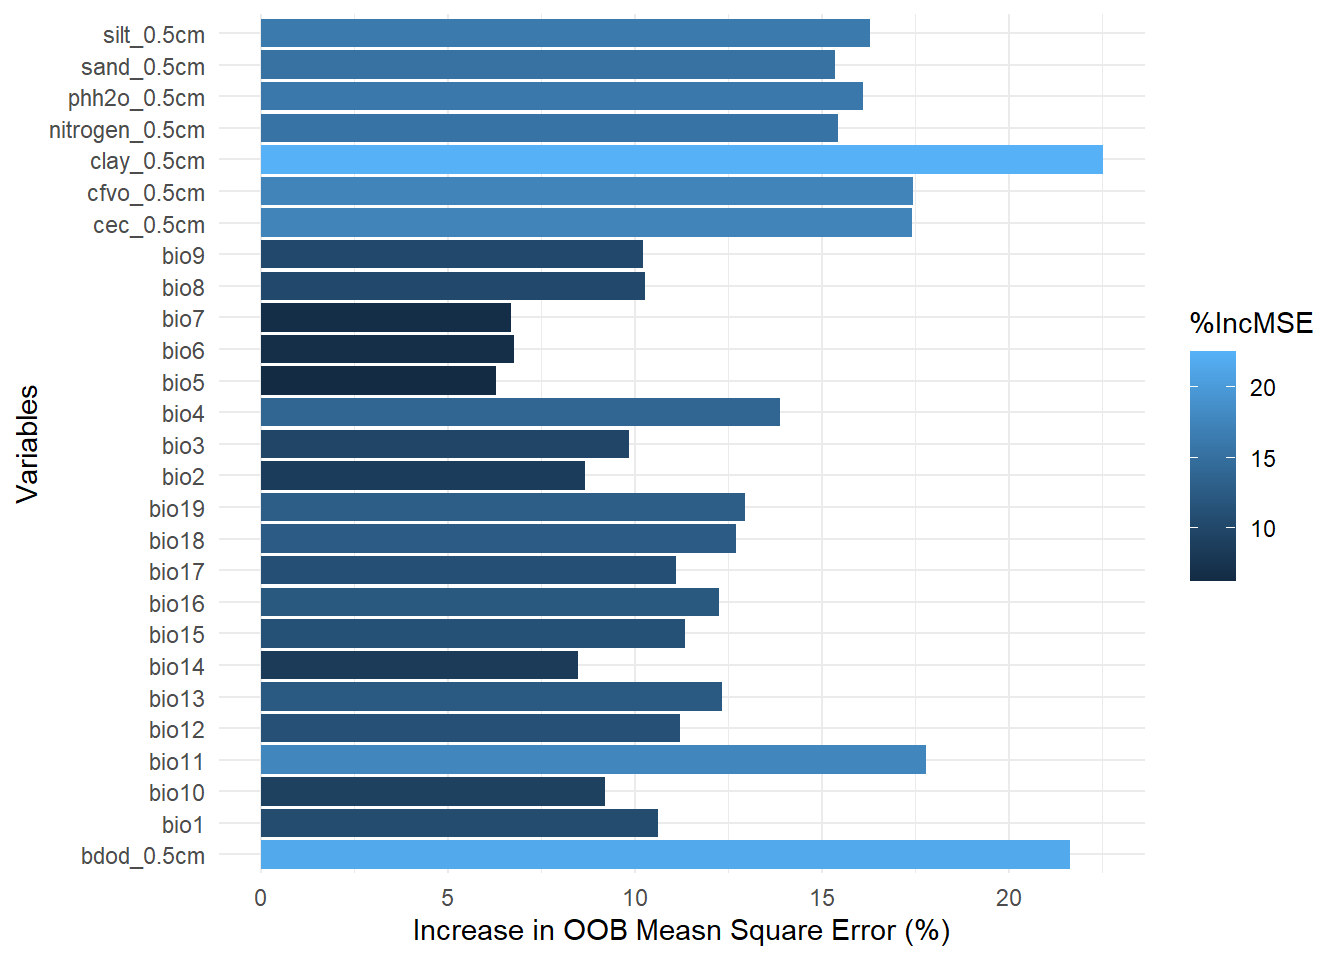 silt_0.5cm
sand_0.5cm
phh2o_0.5cm
nitrogen_0.5cm
clay_0.5cm
cfvo_0.5cm
cec_0.5cm
bio9
bio8
bio7
bio6
bio5
bio4
bio3
bio2
bio19
bio18
bio17
bio16
bio15
bio14
bio13
bio12
bio11
bio10
bio1
bdod_0.5cm
Variables
0 5 10 15 20
Increase in OOB Measn Square Error (%)
%IncMSE
20
15
10